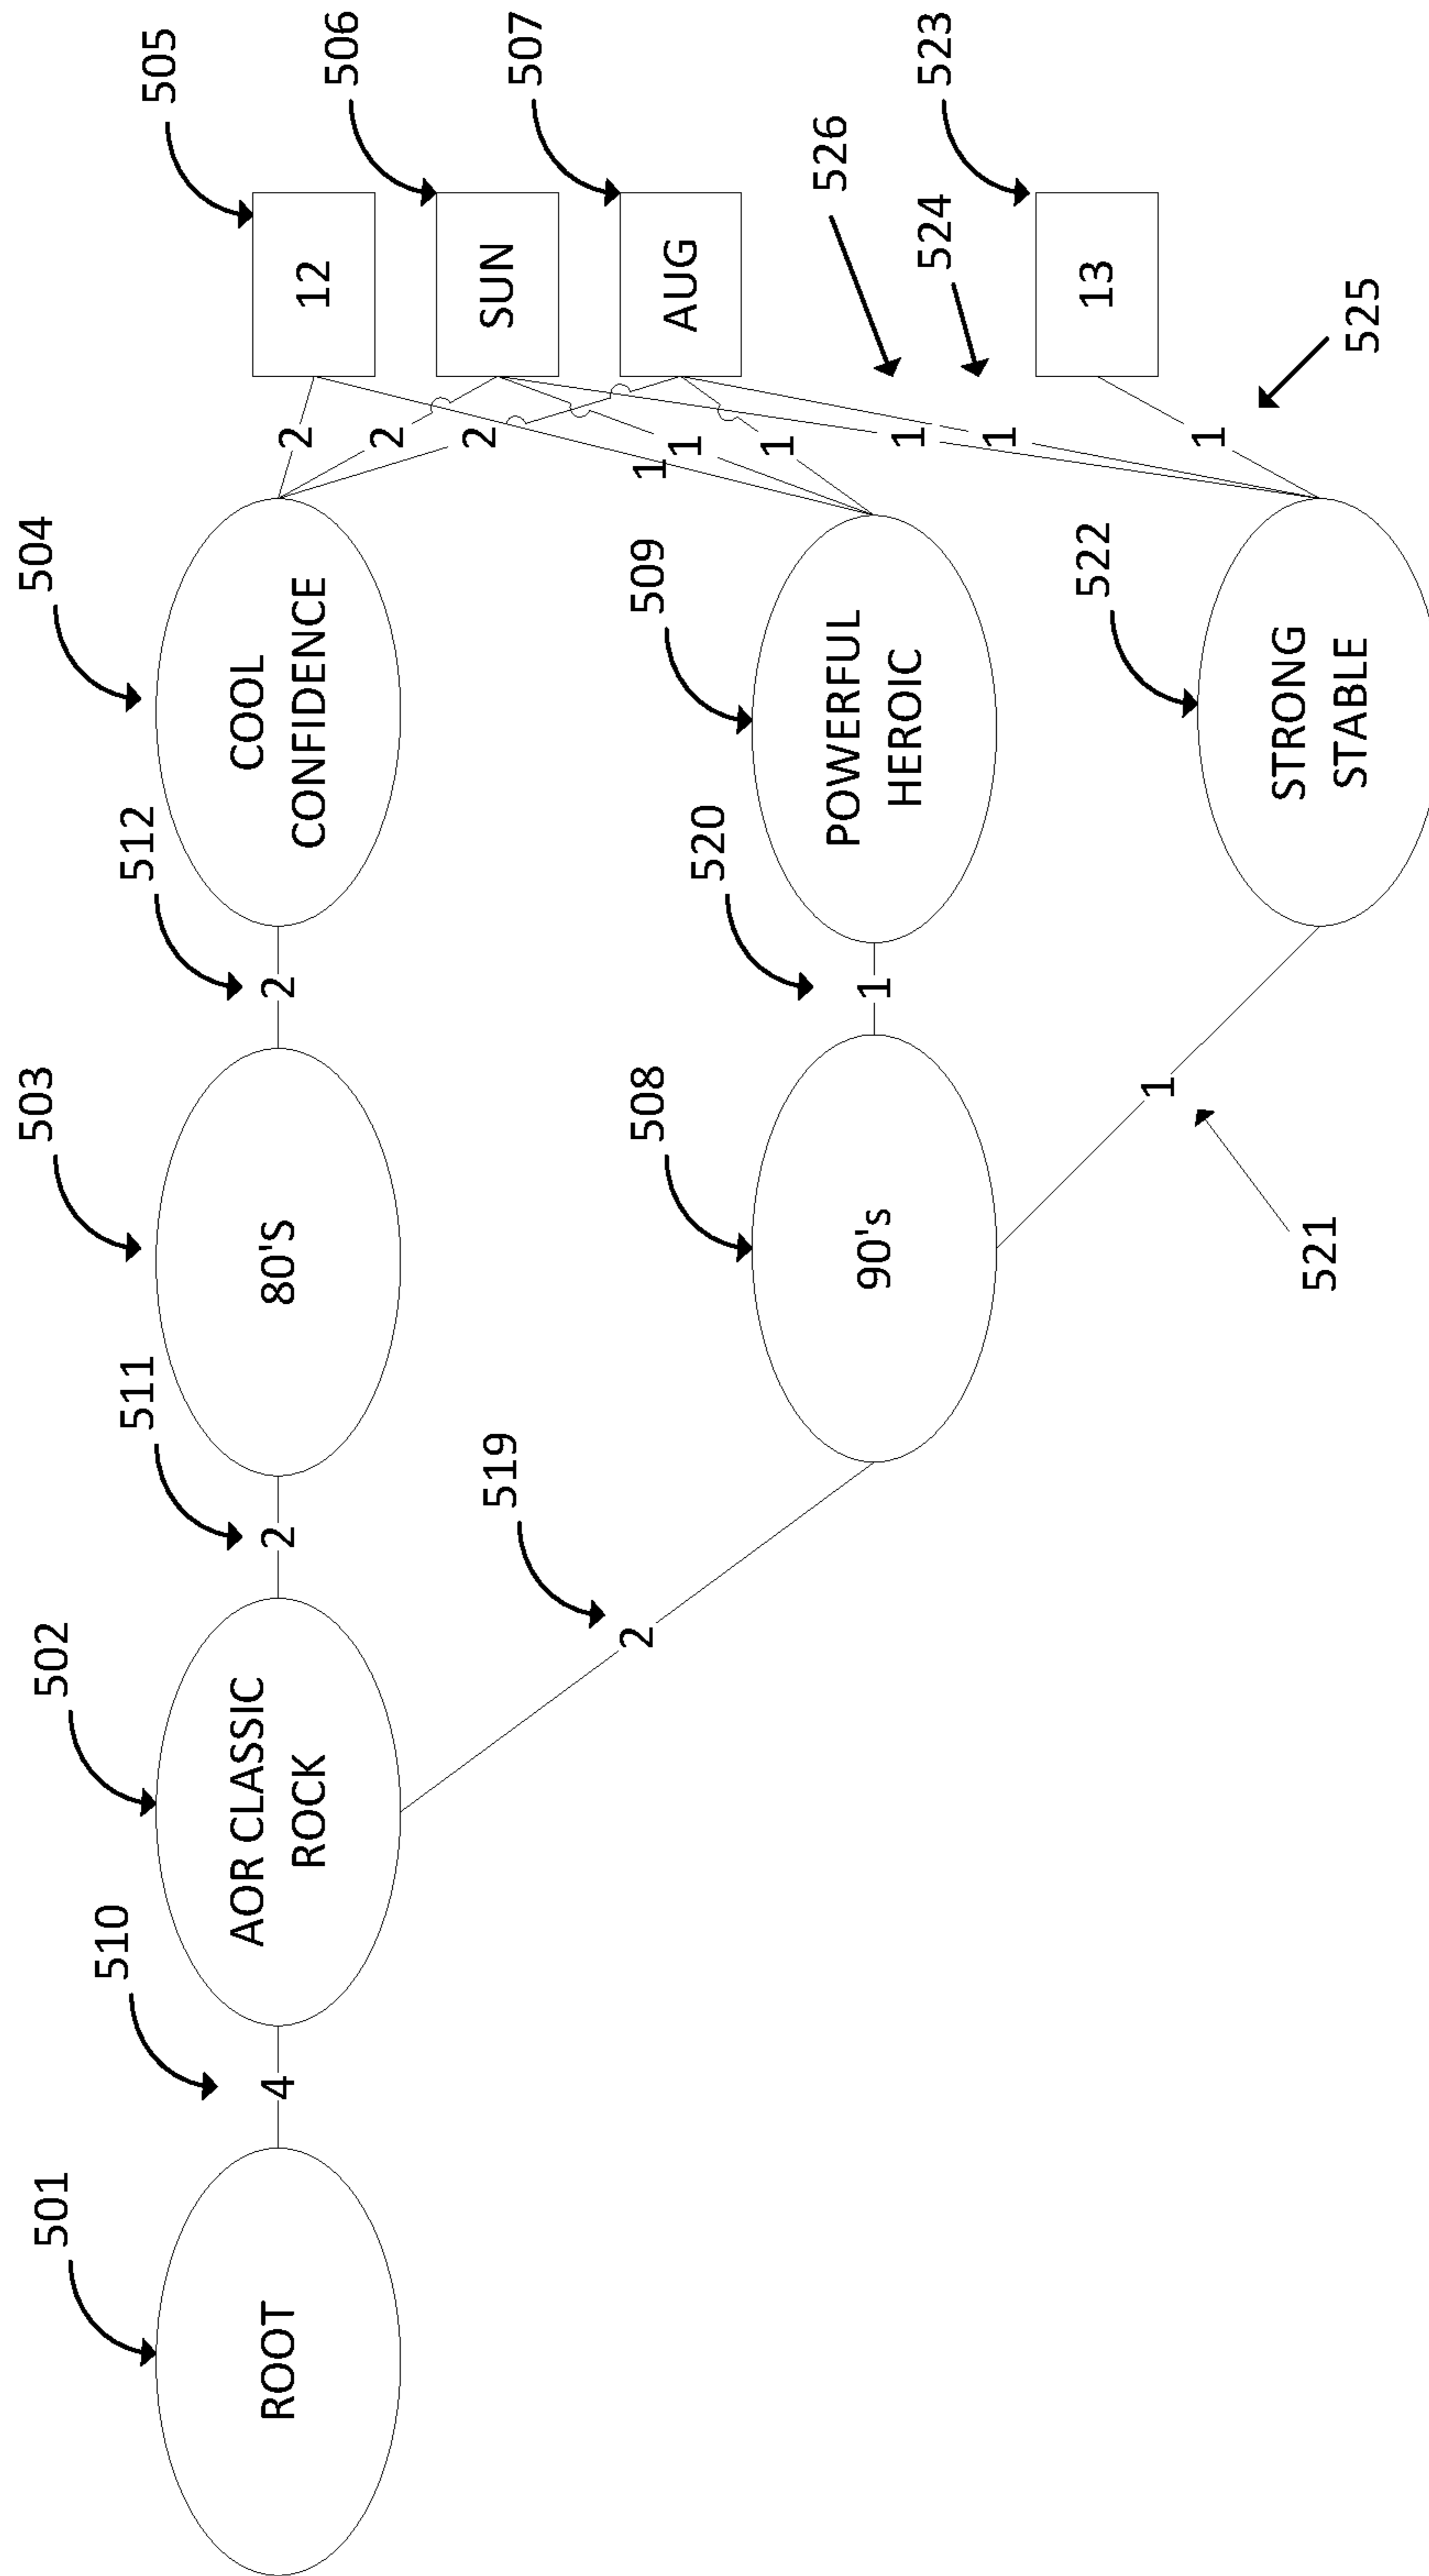 501
502
503
504
510
511
512
505
ROOT
4
AOR CLASSIC
ROCK
2
80'S
2
COOL
CONFIDENCE
2
12
506
2
SUN
2
507
519
2
508
509
520
1
1
AUG
1
90's
1
POWERFUL
HEROIC
526
1
524
1
523
13
522
1
1
521
STRONG
STABLE
525